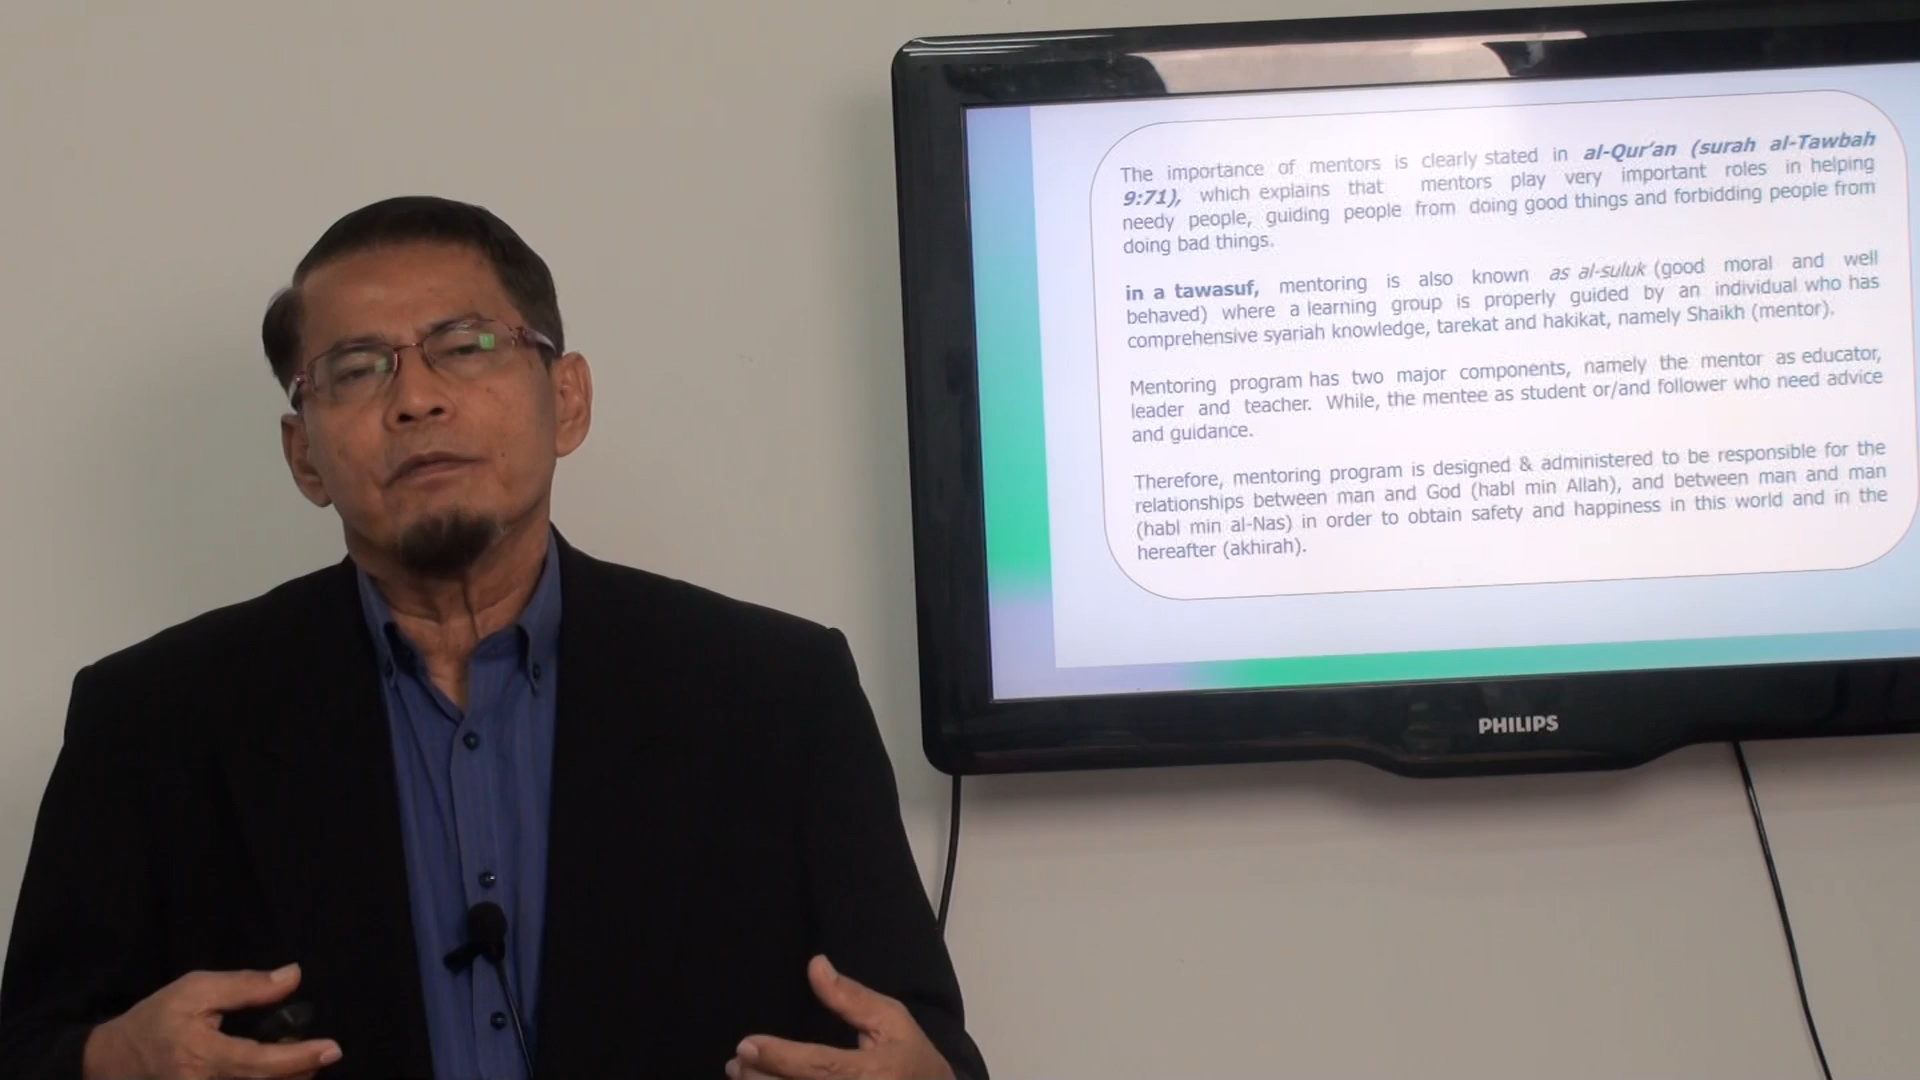 The importance of mentors is clearly stated in al-Qur'an (surah al-Tawbah
9:71), which explains that mentors play very important roles in helping
needy people, guiding people from doing good things and forbidding people from
doing bad things.
in a tawasuf, mentoring is also known as al-suluk (good moral and well
behaved) where a learning group is properly guided by an individual who has
comprehensive syariah knowledge, tarekat and hakikat, namely Shaikh (mentor).
Mentoring program has two major components, namely the mentor as educator,
leader and teacher. While, the mentee as student or/and follower who need advice
and guidance.
Therefore, mentoring program is designed & administered to be responsible for the
relationships between man and God (habl min Allah), and between man and man
(habl min al-Nas) in order to obtain safety and happiness in this world and in the
hereafter (akhirah).
PHILIPS